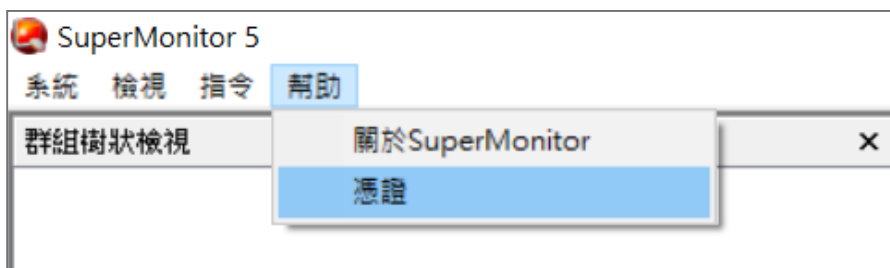 SuperMonitor 5
系統 檢視 指令 幫助
群組樹狀檢視
關於SuperMonitor
憑證